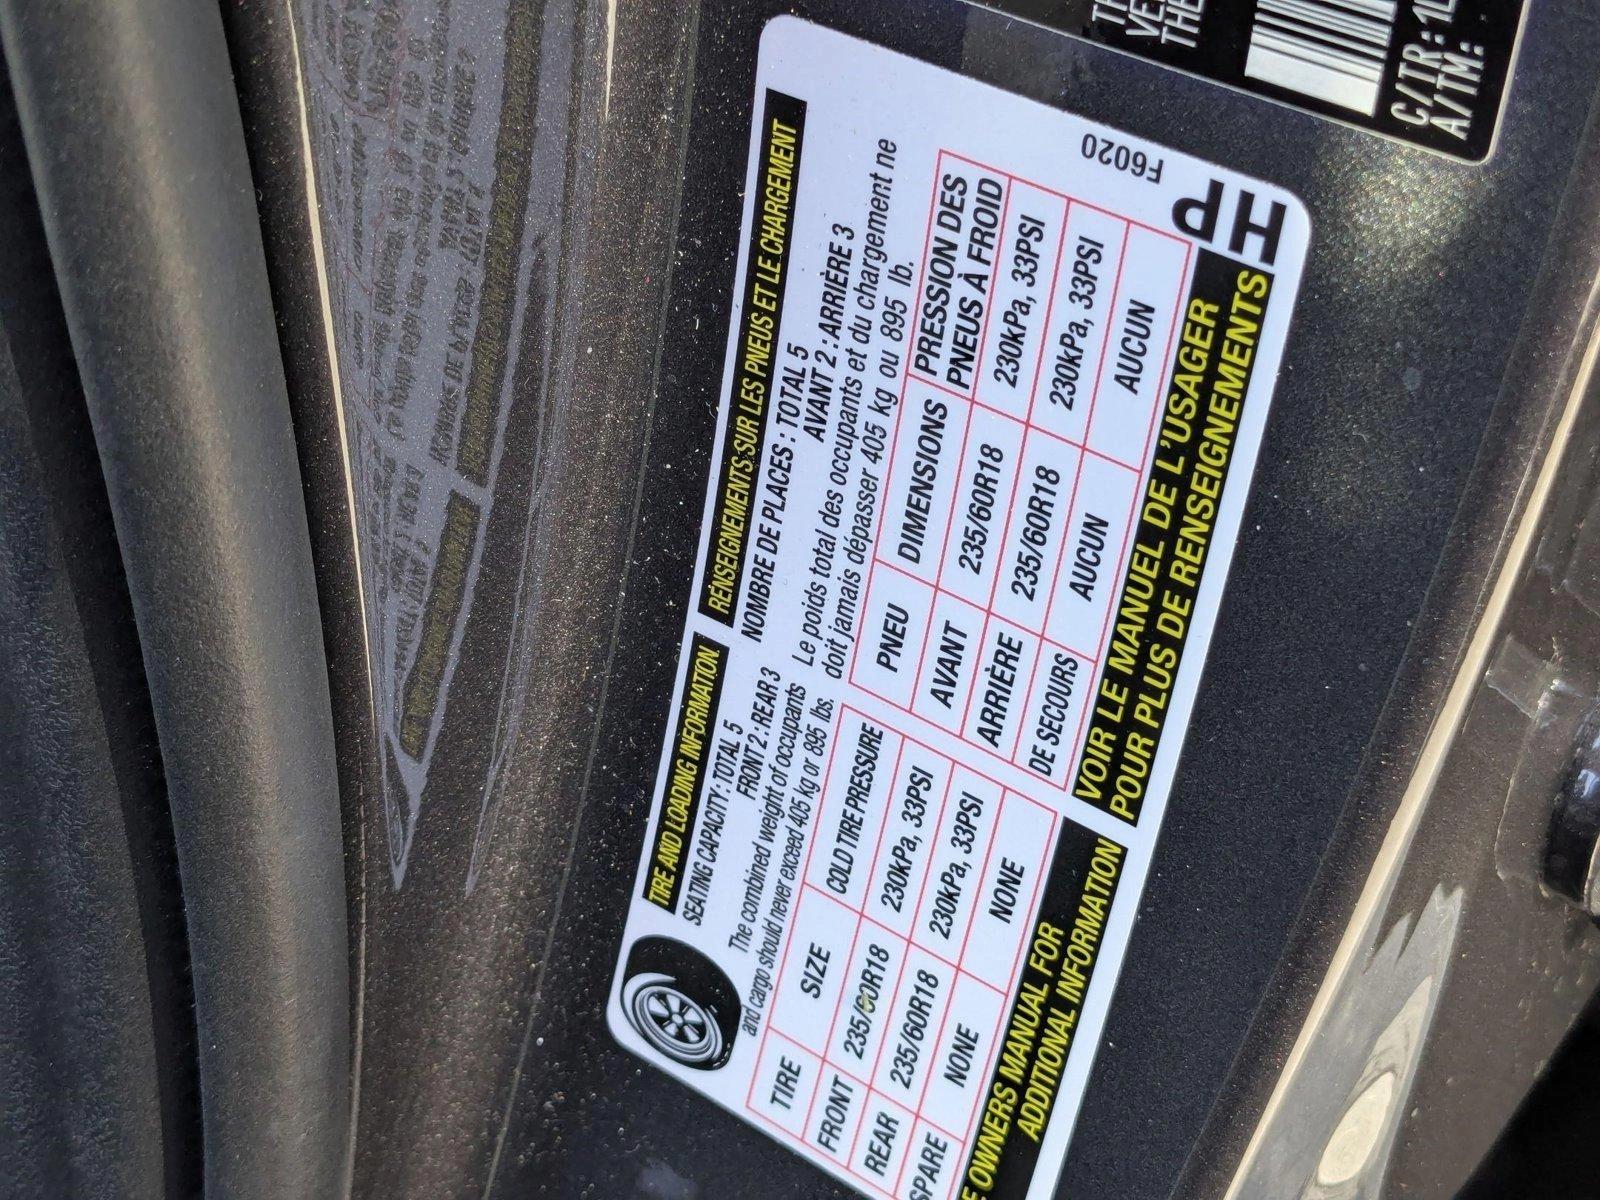 TIRE AND LOADING INFORMATION
SEATING CAPACITY : TOTAL 5
FRONT 2 : REAR 3
The combined weight of occupants
and cargo should never exceed 405 kg or 895 lbs.
TIRE SIZE COLD TIRE PRESSURE
FRONT 235/60R18 230kPa, 33PSI
REAR 235/60R18 230kPa, 33PSI
SPARE NONE NONE
OWNERS MANUAL FOR
ADDITIONAL INFORMATION
RENSEIGNEMENTS SUR LES PNEUS ET LE CHARGEMENT
NOMBRE DE PLACES : TOTAL 5
AVANT 2 : ARRIÈRE 3
Le poids total des occupants et du chargement ne
doit jamais dépasser 405 kg ou 895 lb.
PNEU DIMENSIONS PRESSION DES
PNEUS À FROID
AVANT 235/60R18 230kPa, 33PSI
ARRIÈRE 235/60R18 230kPa, 33PSI
DE SECOURS AUCUN AUCUN
VOIR LE MANUEL DE L'USAGER
POUR PLUS DE RENSEIGNEMENTS
F6020
HP
C/TR:
A/TM: